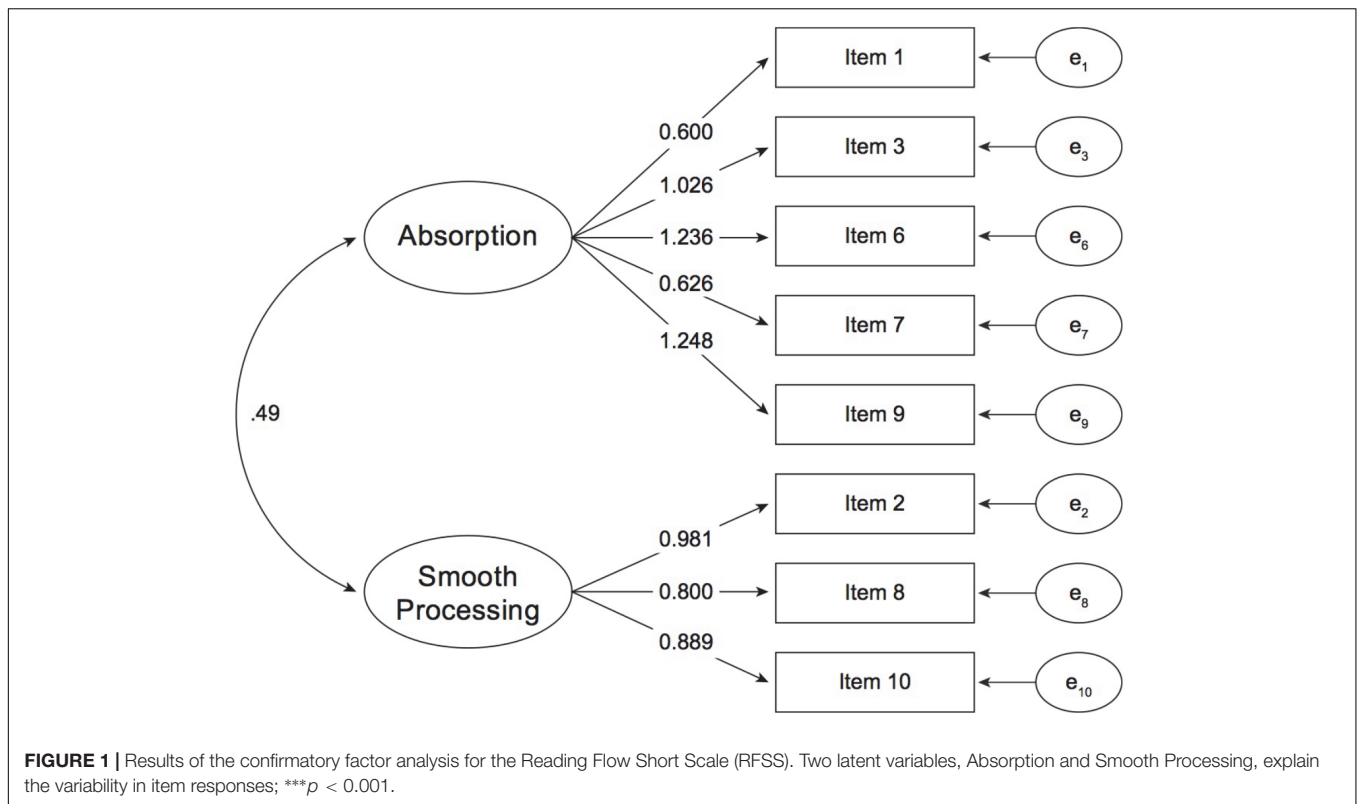 Item 1
e1
0.600
Item 3
e3
1.026
Absorption
1.236
Item 6
e6
0.626
Item 7
e7
1.248
Item 9
e9
.49
Item 2
e2
0.981
Smooth
Processing
0.800
Item 8
e8
0.889
Item 10
e10
FIGURE 1 | Results of the confirmatory factor analysis for the Reading Flow Short Scale (RFSS). Two latent variables, Absorption and Smooth Processing, explain
the variability in item responses; ***p < 0.001.